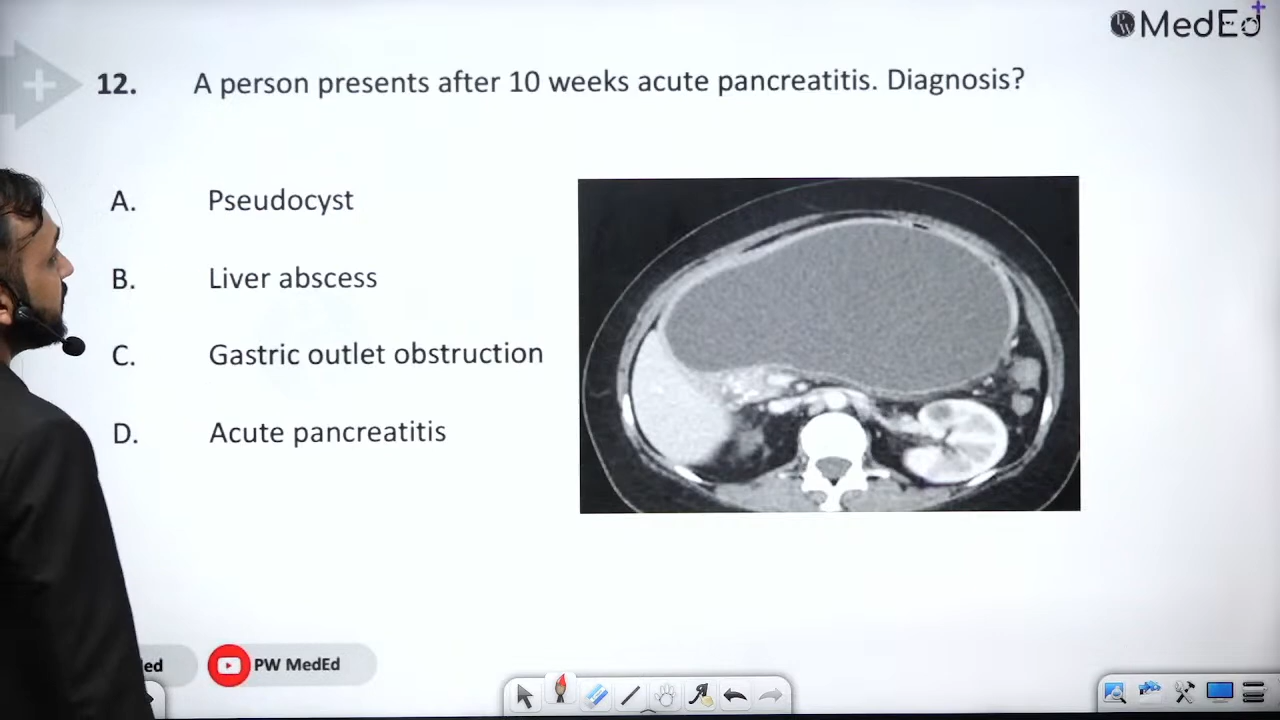 MedEd
12. A person presents after 10 weeks acute pancreatitis. Diagnosis?
A. Pseudocyst
B. Liver abscess
C. Gastric outlet obstruction
D. Acute pancreatitis
ed
PW MedEd